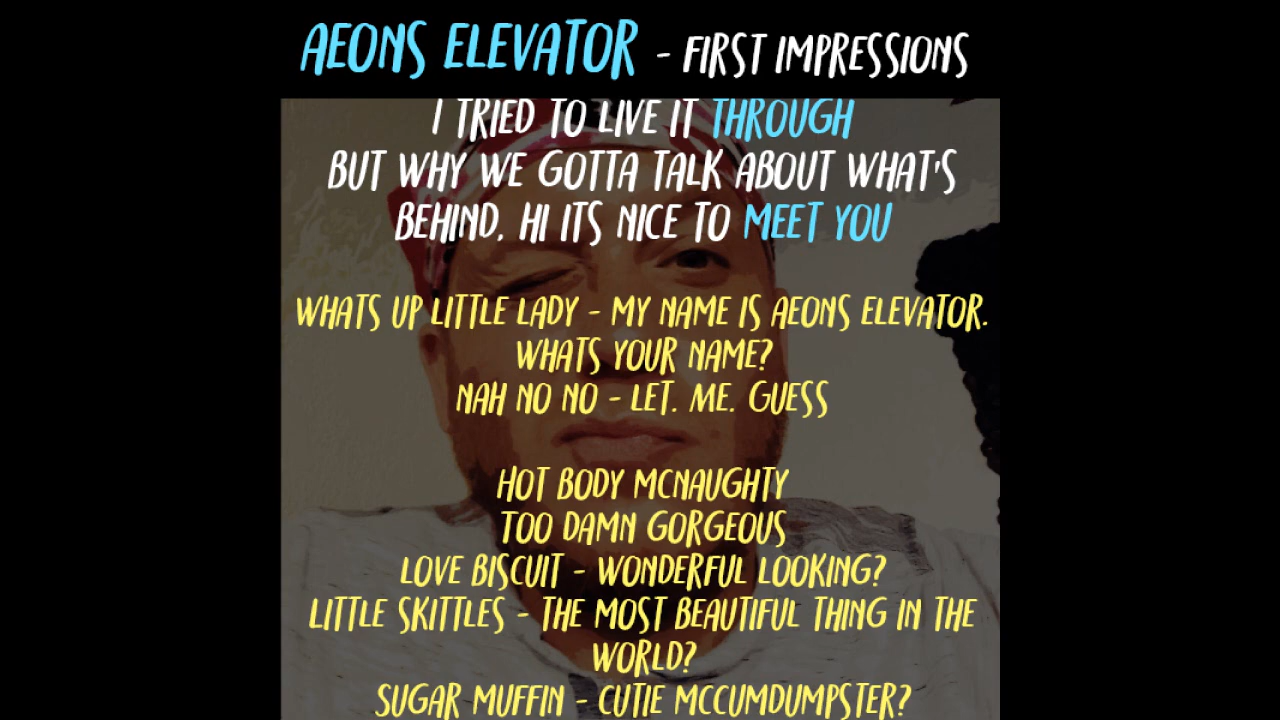 AEONS ELEVATOR - FIRST IMPRESSIONS
I TRIED TO LIVE IT THROUGH
BUT WHY WE GOTTA TALK ABOUT WHAT'S
BEHIND, HI ITS NICE TO MEET YOU
WHATS UP LITTLE LADY - MY NAME IS AEONS ELEVATOR.
WHATS YOUR NAME?
NAH NO NO - LET. ME. GUESS
HOT BODY MCNAUGHTY
TOO DAMN GORGEOUS
LOVE BISCUIT - WONDERFUL LOOKING?
LITTLE SKITTLES - THE MOST BEAUTIFUL THING IN THE
WORLD?
SUGAR MUFFIN - CUTIE MCCUMDUMPSTER?